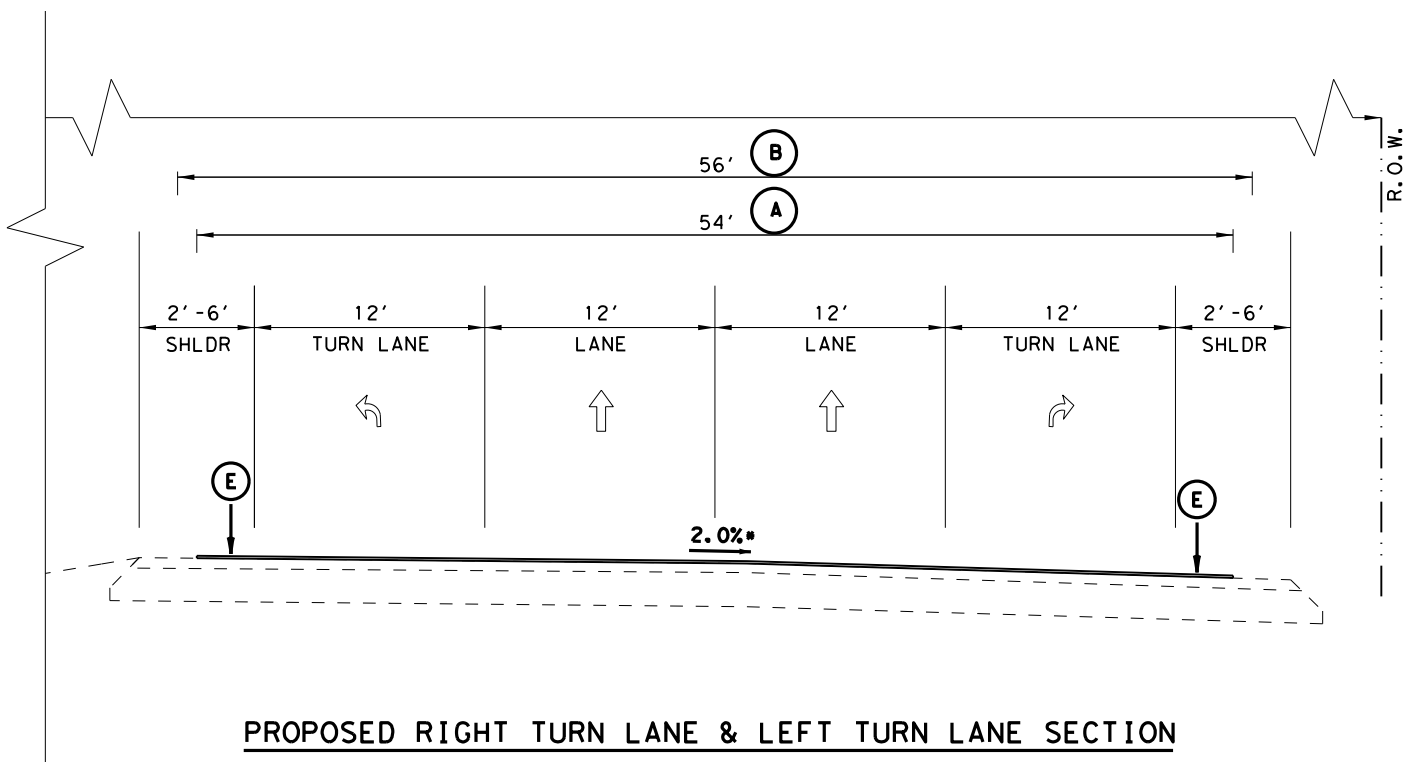 B
56'
A
54'
R.O.W.
2'-6' 12' 12' 12' 12' 2'-6'
SHLDR TURN LANE LANE LANE TURN LANE SHLDR
E
E
2.0%*
PROPOSED RIGHT TURN LANE & LEFT TURN LANE SECTION